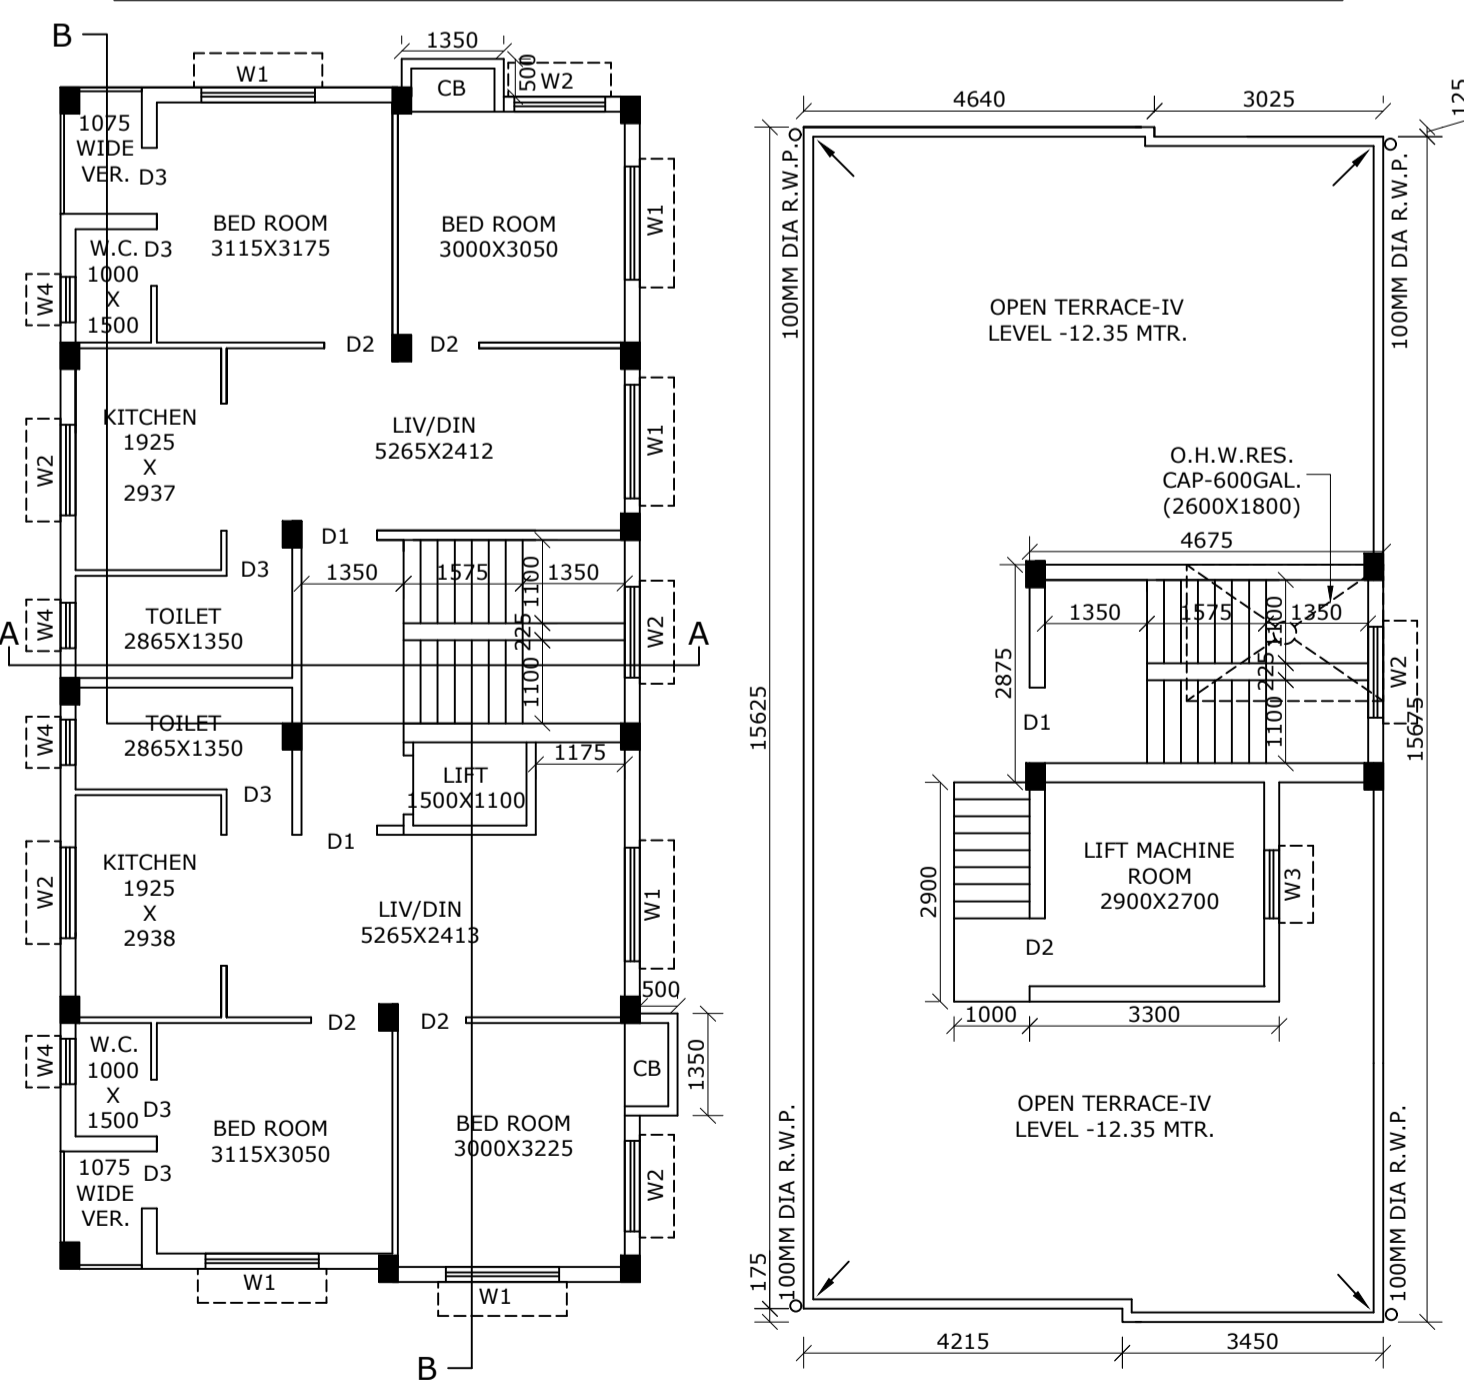 B
1350
W1
500
W2
CB
1075
WIDE
VER.
D3
BED ROOM
3115X3175
BED ROOM
3000X3050
W1
W.C.
D3
1000
X
1500
W4
D2
D2
KITCHEN
1925
X
2937
W2
LIV/DIN
5265X2412
W1
D1
D3
1350
1575
1350
1100
225
1100
TOILET
2865X1350
W4
W2
A
A
TOILET
2865X1350
W4
1175
LIFT
1500X1100
D3
D1
KITCHEN
1925
X
2938
W2
LIV/DIN
5265X2413
W1
500
D2
D2
W.C.
1000
X
1500
W4
CB
1350
D3
BED ROOM
3115X3050
BED ROOM
3000X3225
1075
WIDE
VER.
D3
W2
W1
W1
B
4640
3025
125
100MM DIA R.W.P.
100MM DIA R.W.P.
OPEN TERRACE-IV
LEVEL -12.35 MTR.
O.H.W.RES.
CAP-600GAL.
(2600X1800)
4675
1350
1575
1350
1100
225
1100
2875
W2
D1
15625
15675
LIFT MACHINE
ROOM
2900X2700
W3
2900
D2
1000
3300
OPEN TERRACE-IV
LEVEL -12.35 MTR.
100MM DIA R.W.P.
100MM DIA R.W.P.
175
4215
3450